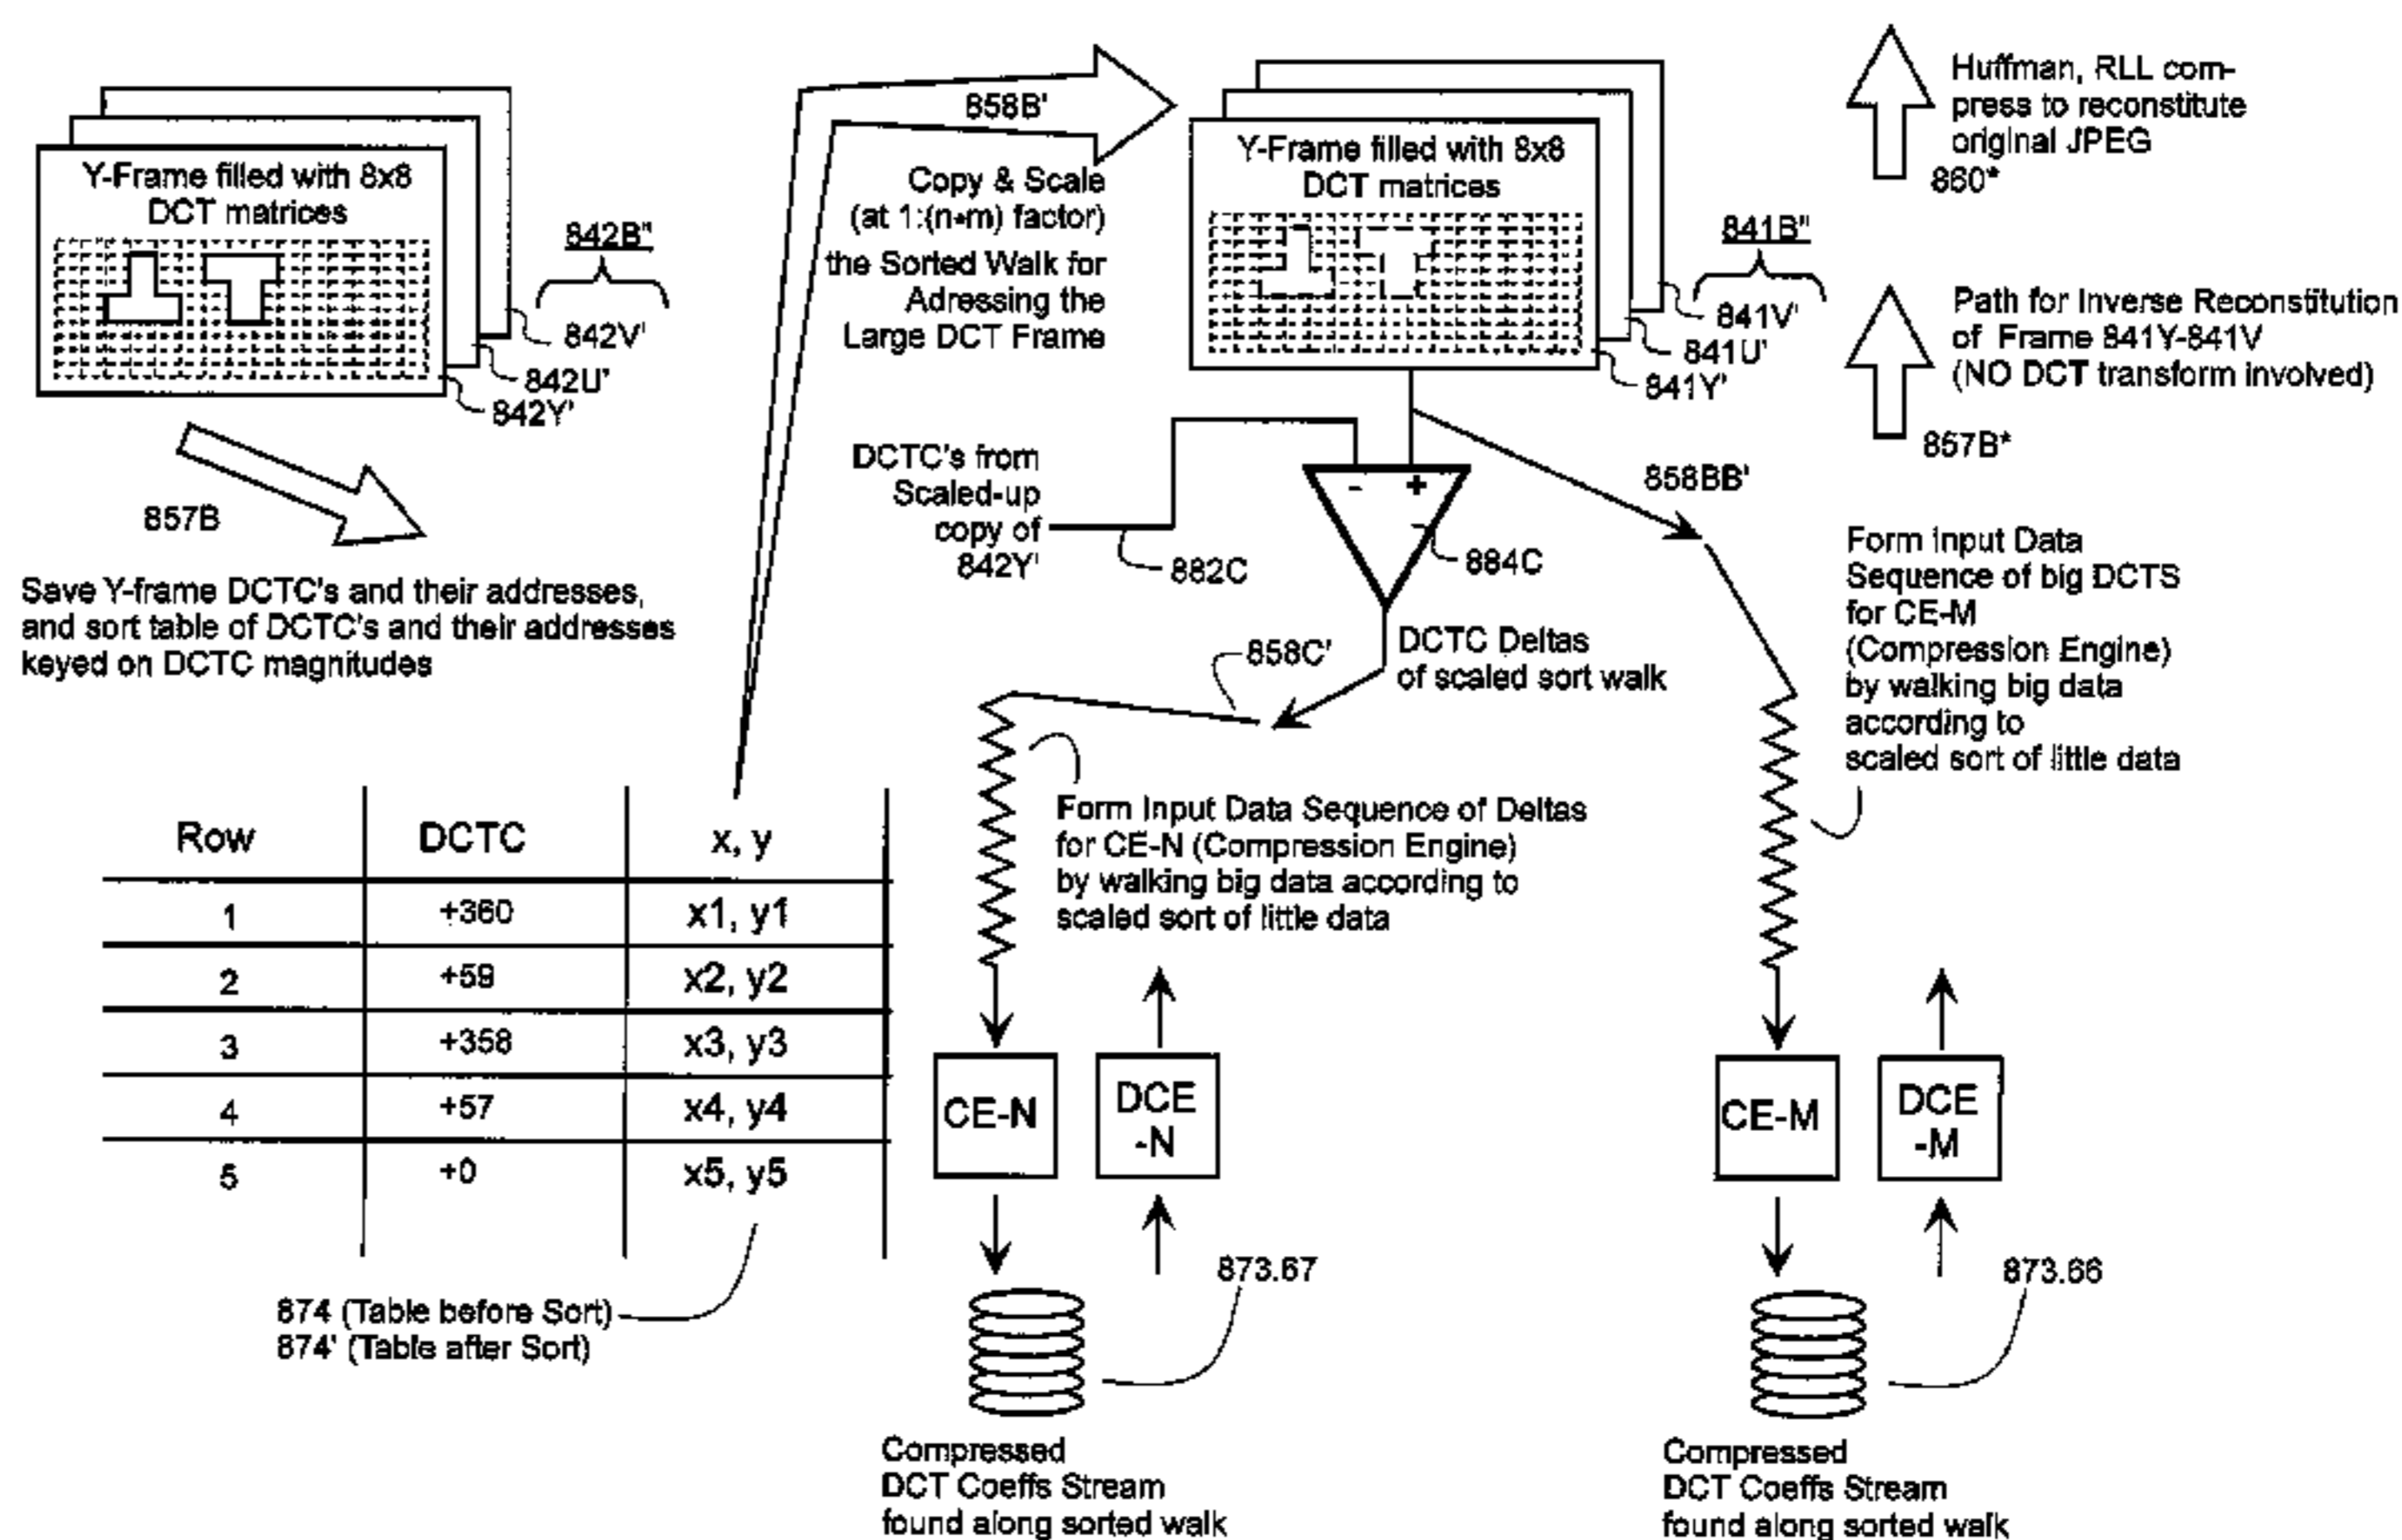 Y-Frame filled with 8x8
DCT matrices
842B"
842V'
842U'
842Y'
857B
Save Y-frame DCTC's and their addresses,
and sort table of DCTC's and their addresses
keyed on DCTC magnitudes
858B'
Copy & Scale
(at 1:(n*m) factor)
the Sorted Walk for
Adressing the
Large DCT Frame
Y-Frame filled with 8x8
DCT matrices
841B"
841V'
841U'
841Y'
Huffman, RLL com-
press to reconstitute
original JPEG
860*
Path for Inverse Reconstitution
of Frame 841Y-841V
(NO DCT transform involved)
857B*
DCTC's from
Scaled-up
copy of
842Y'
882C
- +
884C
858BB'
DCTC Deltas
of scaled sort walk
858C'
Form Input Data
Sequence of big DCTS
for CE-M
(Compression Engine)
by walking big data
according to
scaled sort of little data
Form Input Data Sequence of Deltas
for CE-N (Compression Engine)
by walking big data according to
scaled sort of little data
Row DCTC x, y
1 +360 x1, y1
2 +59 x2, y2
3 +358 x3, y3
4 +57 x4, y4
5 +0 x5, y5
874 (Table before Sort)
874' (Table after Sort)
CE-N
DCE
-N
CE-M
DCE
-M
873.67
873.66
Compressed
DCT Coeffs Stream
found along sorted walk
Compressed
DCT Coeffs Stream
found along sorted walk